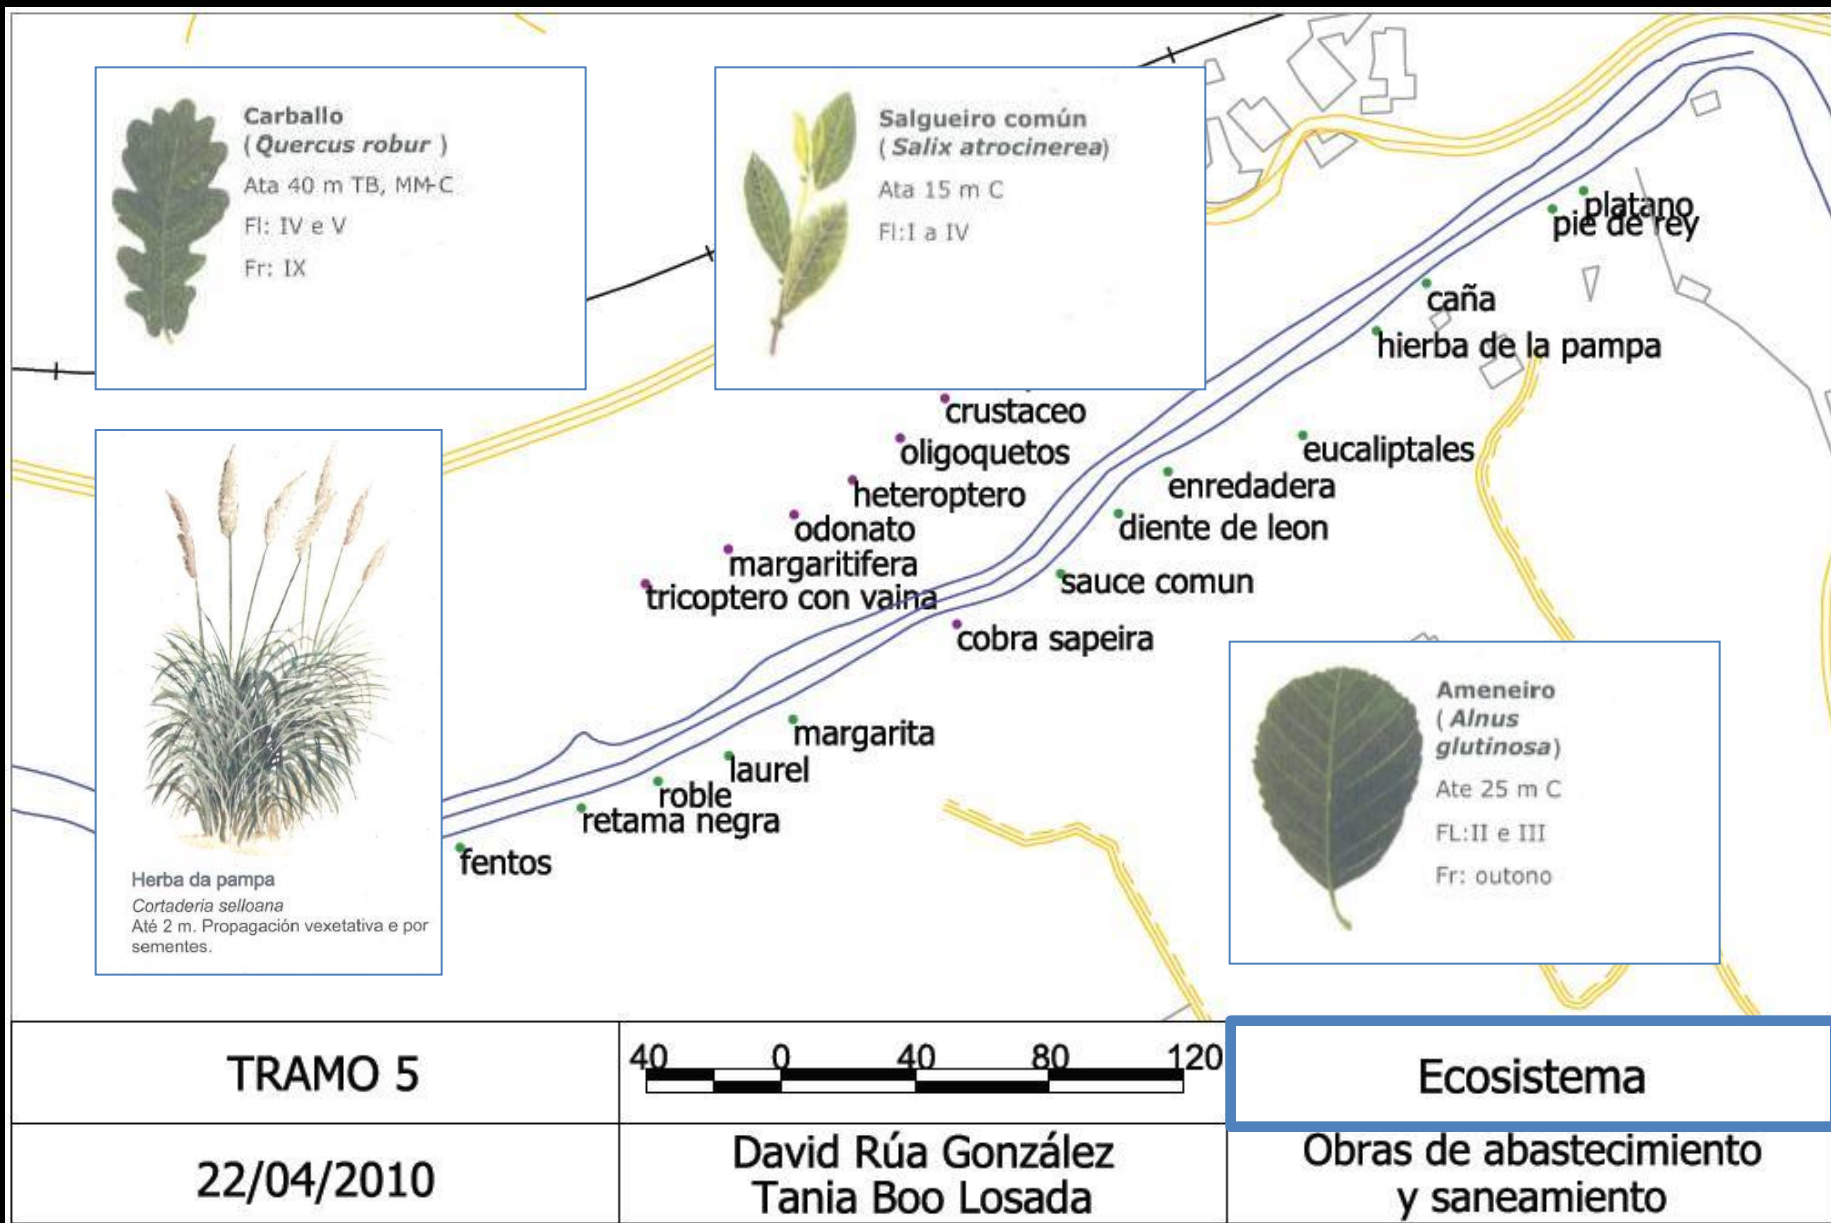 Carballo
( Quercus robur )
Ata 40 m TB, MM-C
Fl: IV e V
Fr: IX
Salgueiro común
( Salix atrocinerea)
Ata 15 m C
Fl:I a IV
platano
pie de rey
caña
hierba de la pampa
crustaceo
oligoquetos
heteroptero
odonato
margaritifera
tricoptero con vaina
eucaliptales
enredadera
diente de leon
sauce comun
cobra sapeira
margarita
laurel
roble
retama negra
fentos
Herba da pampa
Cortaderia selloana
Até 2 m. Propagación vexetativa e por
sementes.
Ameneiro
( Alnus
glutinosa)
Ate 25 m C
FL:II e III
Fr: outono
TRAMO 5
40 0 40 80 120
Ecosistema
22/04/2010
David Rúa González
Tania Boo Losada
Obras de abastecimiento
y saneamiento